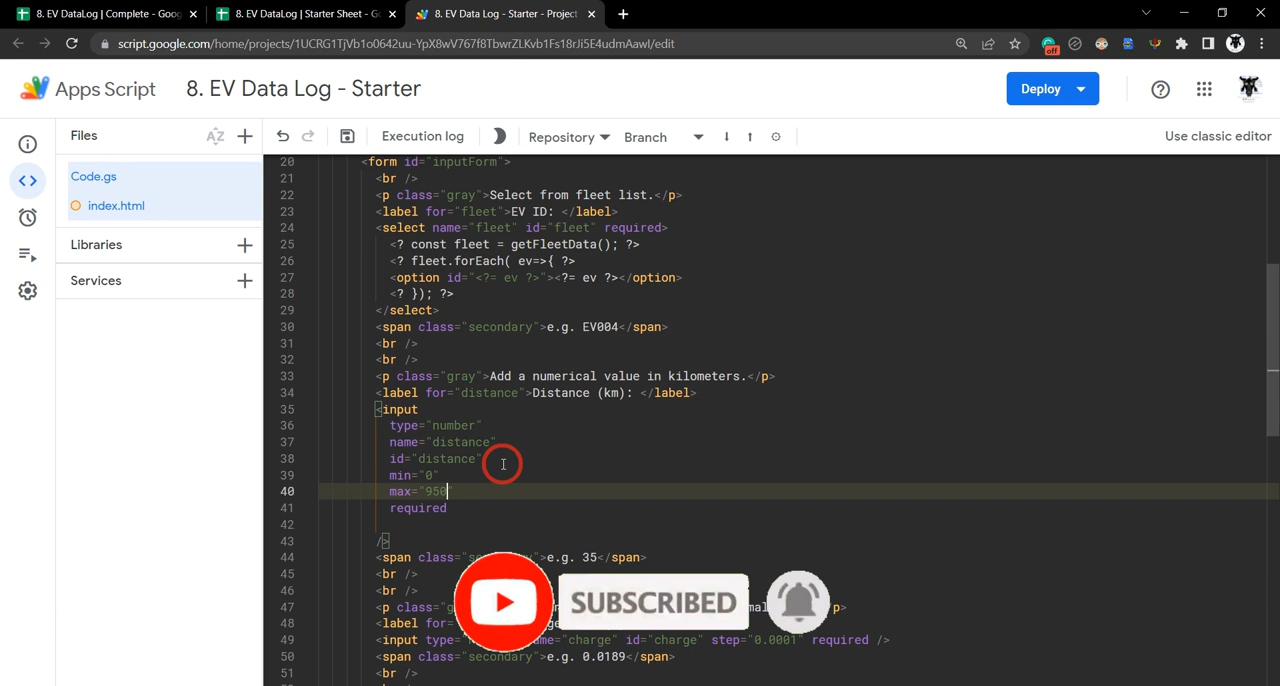 8. EV DataLog | Complete - Goog
8. EV DataLog | Starter Sheet - Go
8. EV Data Log - Starter - Project
script.google.com/home/projects/1UCRG1TjVb1o0642uu-YpX8wV767f8TbwrZLKvb1Fs18rJi5E4udmAawI/edit
off
Apps Script
8. EV Data Log - Starter
Deploy
Files
AZ
Execution log
Repository
Branch
Use classic editor
Code.gs
index.html
Libraries
Services
20 <form id="inputForm">
21 <br />
22 <p class="gray">Select from fleet list.</p>
23 <label for="fleet">EV ID: </label>
24 <select name="fleet" id="fleet" required>
25 <? const fleet = getFleetData(); ?>
26 <? fleet.forEach( ev=>{ ?>
27 <option id="<?= ev ?>"><?= ev ?></option>
28 <? }); ?>
29 </select>
30 <span class="secondary">e.g. EV004</span>
31 <br />
32 <br />
33 <p class="gray">Add a numerical value in kilometers.</p>
34 <label for="distance">Distance (km): </label>
35 <input
36 type="number"
37 name="distance"
38 id="distance"
39 min="0"
40 max="950"
41 required
42
43 />
44 <span class="se">e.g. 35</span>
45 <br />
46 <br />
47 <p class="g p>
48 <label for=
49 <input type= me="charge" id="charge" step="0.0001" required />
50 <span class="secondary">e.g. 0.0189</span>
51 <br />
SUBSCRIBED